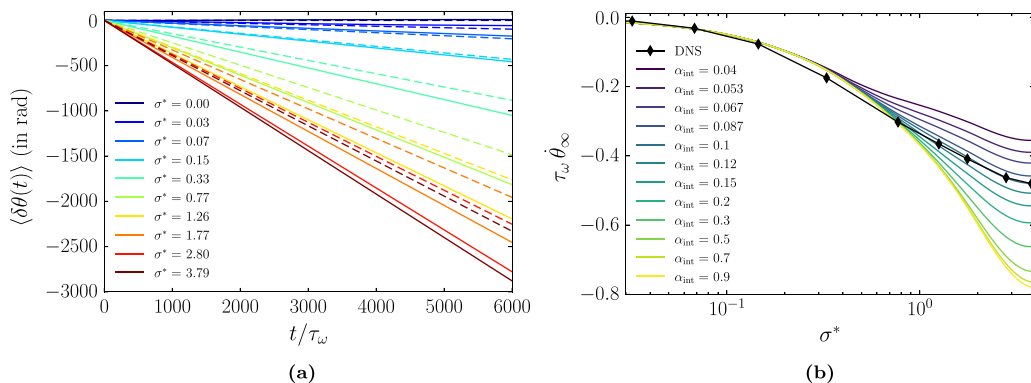 0
−500
−1000
−1500
−2000
−2500
−3000
⟨δθ(t)⟩ (in rad)
σ* = 0.00
σ* = 0.03
σ* = 0.07
σ* = 0.15
σ* = 0.33
σ* = 0.77
σ* = 1.26
σ* = 1.77
σ* = 2.80
σ* = 3.79
0 1000 2000 3000 4000 5000 6000
t/τ_ω
(a)
0.0
−0.2
−0.4
−0.6
−0.8
τ_ω θ̇_∞
DNS
α_int = 0.04
α_int = 0.053
α_int = 0.067
α_int = 0.087
α_int = 0.1
α_int = 0.12
α_int = 0.15
α_int = 0.2
α_int = 0.3
α_int = 0.5
α_int = 0.7
α_int = 0.9
10⁻¹ 10⁰
σ*
(b)